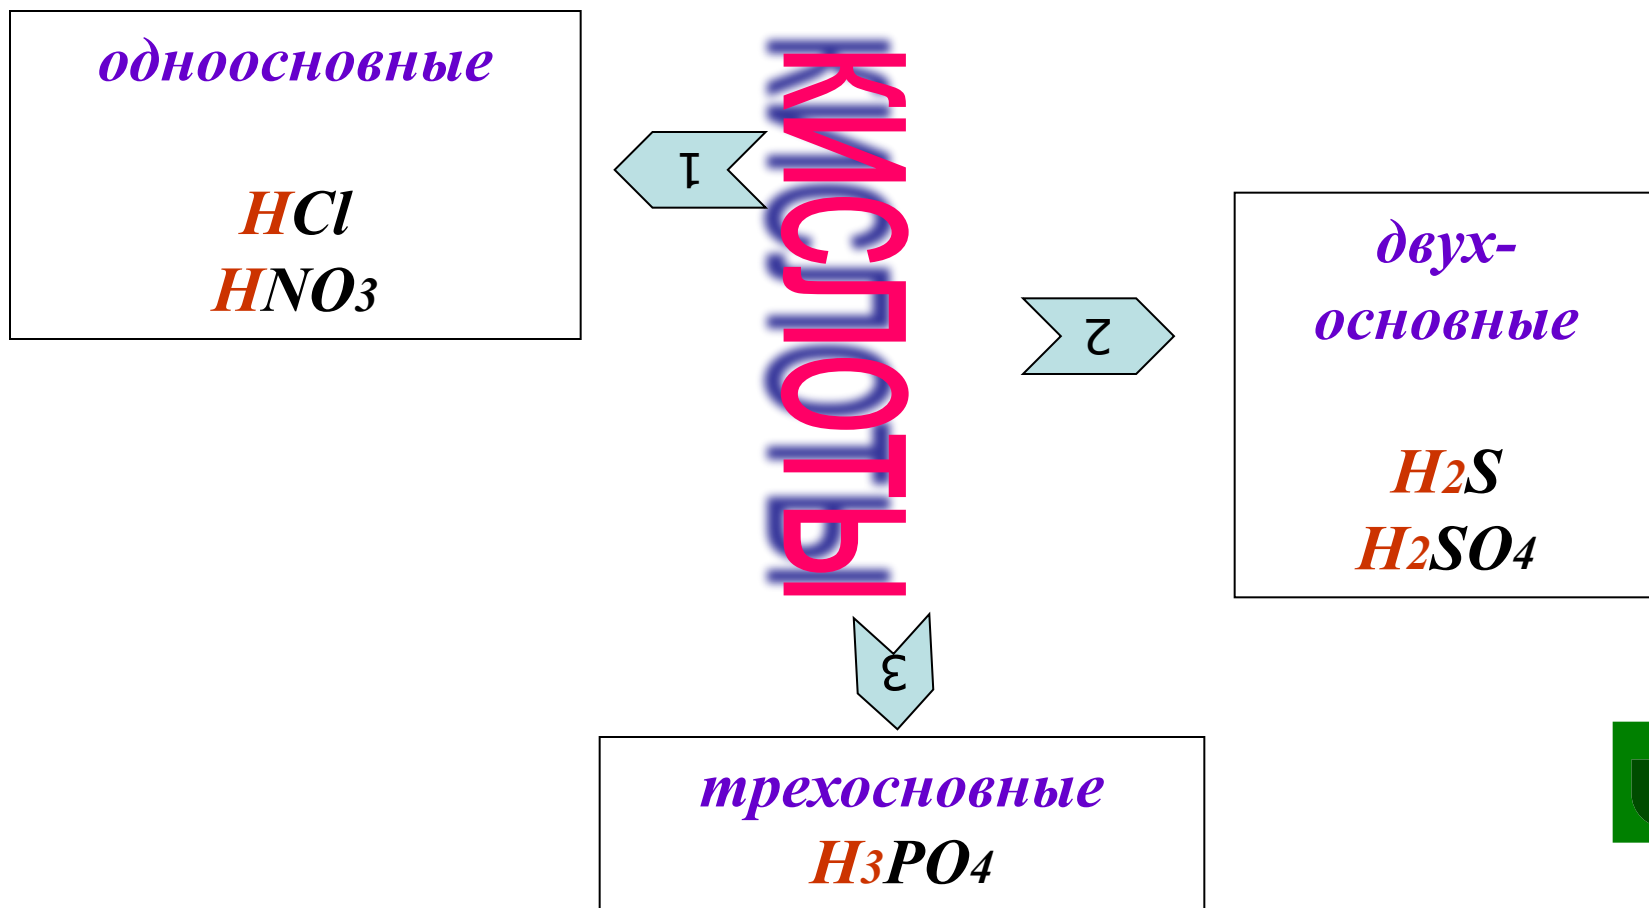 одноосновные
HCl
HNO3
1
КИСЛОТЫ
2
двух-
основные
H2S
H2SO4
3
трехосновные
H3PO4